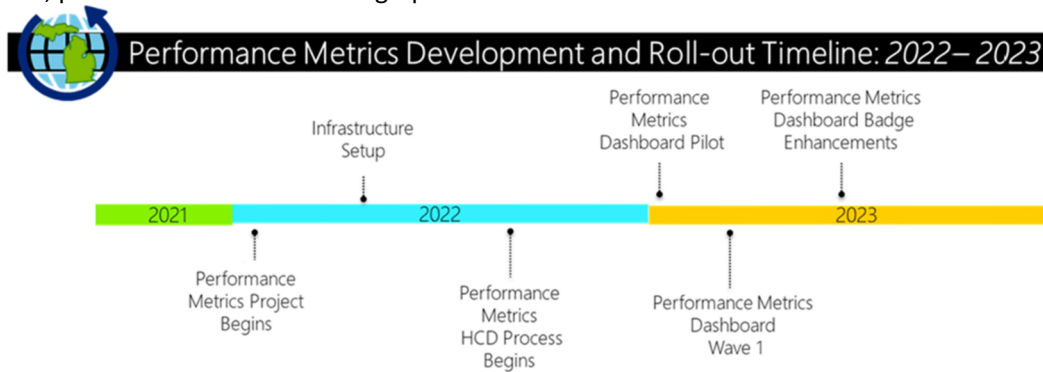 Performance Metrics Development and Roll-out Timeline: 2022– 2023
Infrastructure
Setup
Performance
Metrics
Dashboard Pilot
Performance Metrics
Dashboard Badge
Enhancements
2021
2022
2023
Performance
Metrics Project
Begins
Performance
Metrics
HCD Process
Begins
Performance Metrics
Dashboard
Wave 1